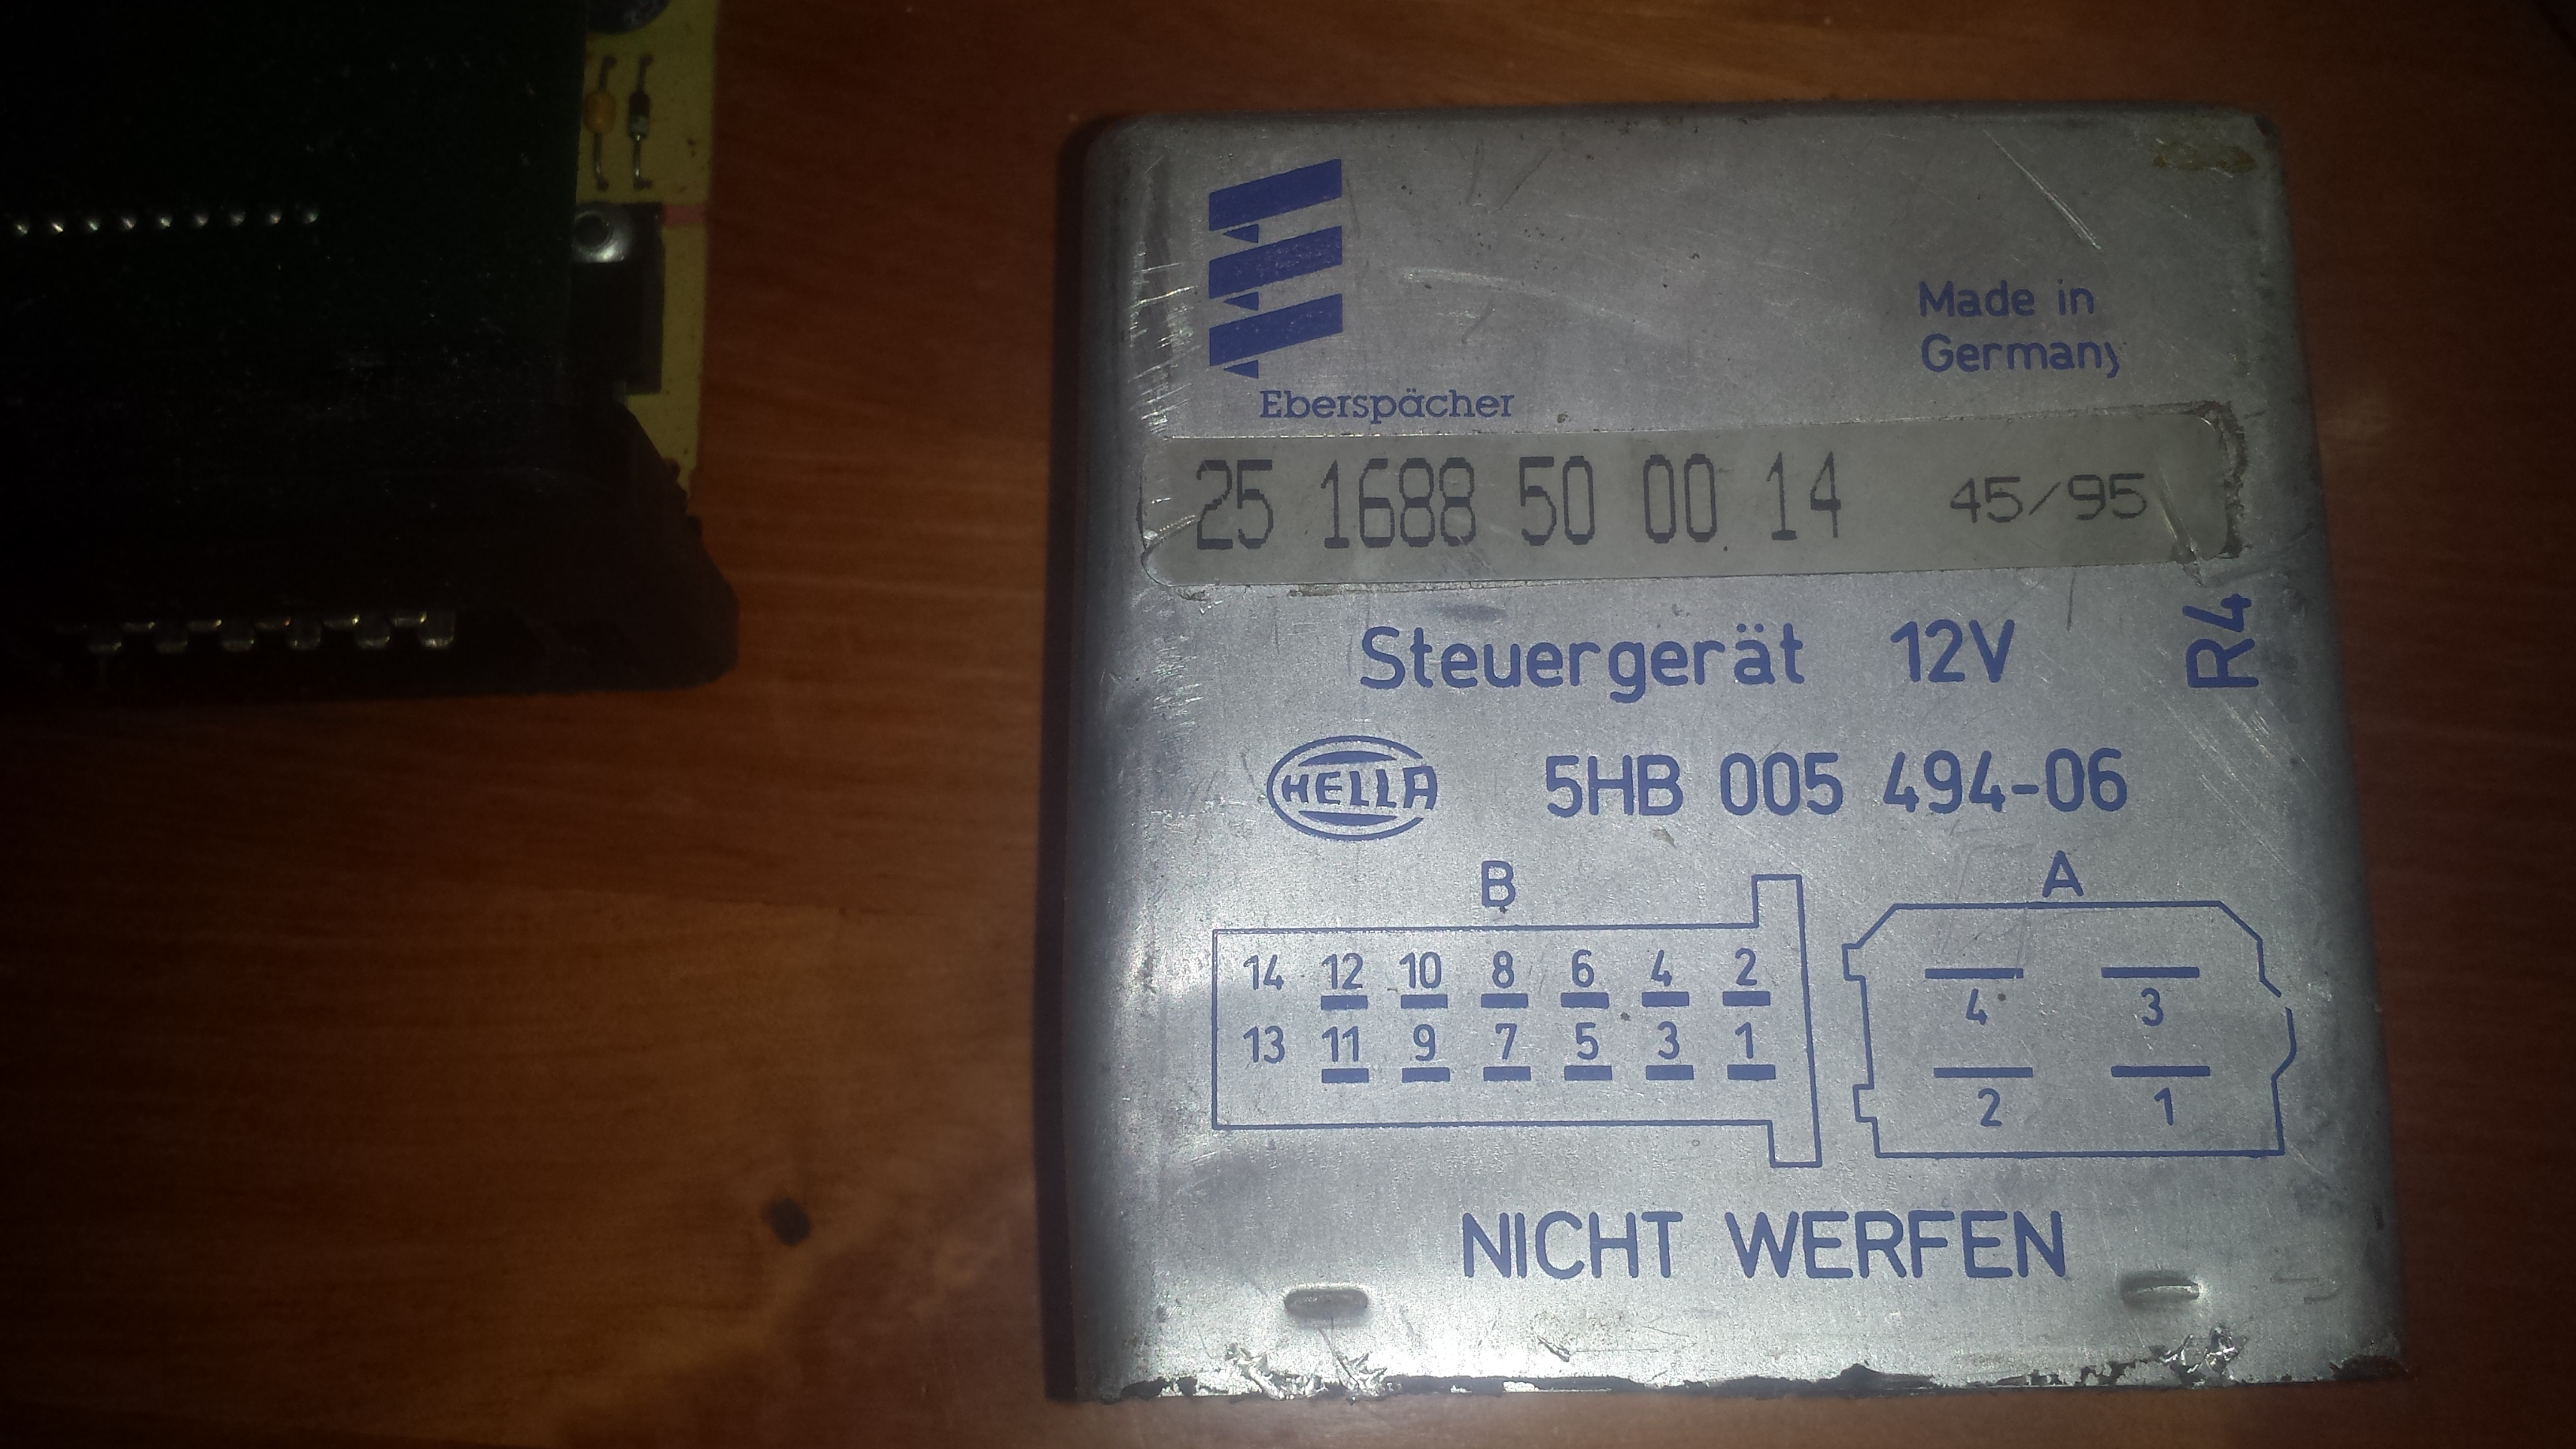 Made in
Germany
Eberspächer
25 1688 50 00 14 45/95
Steuergerät 12V
R4
HELLA 5HB 005 494-06
B A
14 12 10 8 6 4 2
4 3
13 11 9 7 5 3 1
2 1
NICHT WERFEN